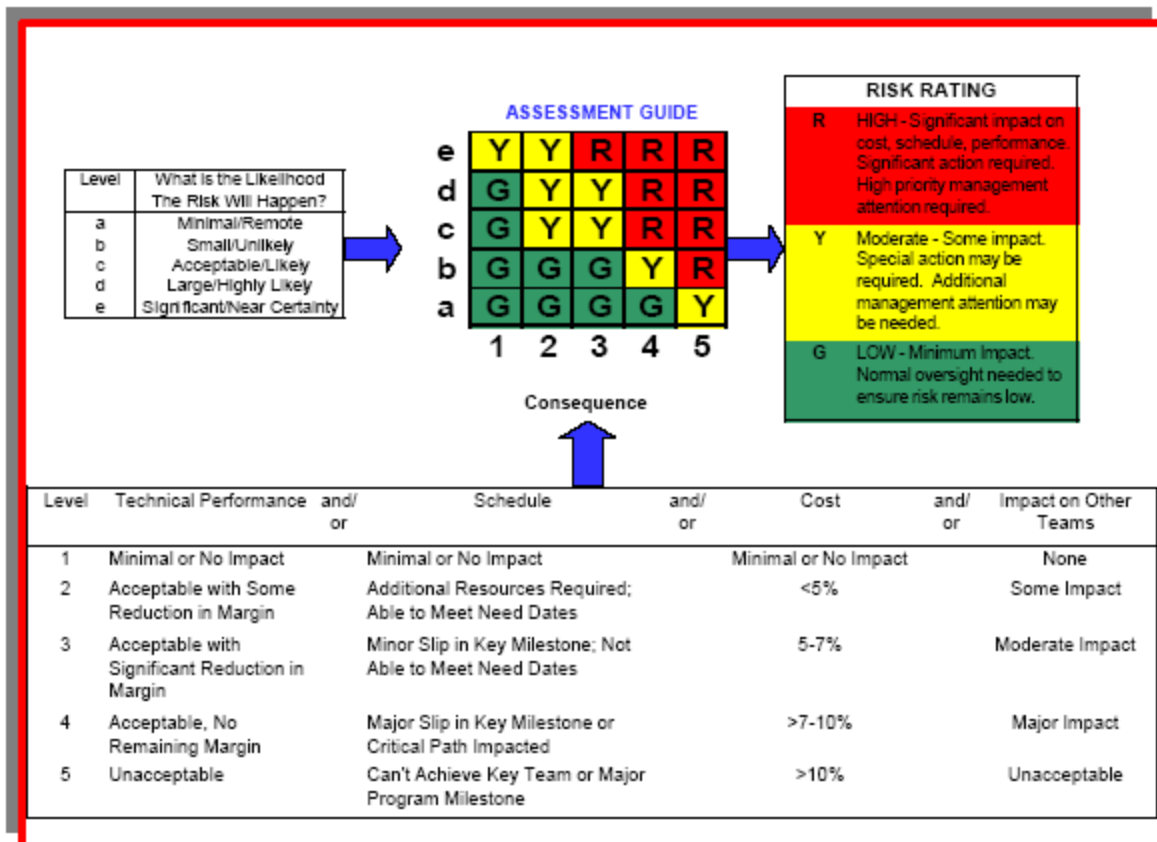 ASSESSMENT GUIDE
Level What Is the Likelihood
The Risk Will Happen?
a Minimal/Remote
b Small/Unlikely
c Acceptable/Likely
d Large/Highly Likely
e Significant/Near Certainty
e Y Y R R R
d G Y Y R R
c G Y Y R R
b G G G Y R
a G G G G Y
1 2 3 4 5
Consequence
RISK RATING
R HIGH - Significant impact on
cost, schedule, performance.
Significant action required.
High priority management
attention required.
Y Moderate - Some impact.
Special action may be
required. Additional
management attention may
be needed.
G LOW - Minimum Impact.
Normal oversight needed to
ensure risk remains low.
Level Technical Performance and/ Schedule and/ Cost and/ Impact on Other
or or or Teams
1 Minimal or No Impact Minimal or No Impact Minimal or No Impact None
2 Acceptable with Some Additional Resources Required; <5% Some Impact
Reduction in Margin Able to Meet Need Dates
3 Acceptable with Minor Slip in Key Milestone; Not 5-7% Moderate Impact
Significant Reduction in Able to Meet Need Dates
Margin
4 Acceptable, No Major Slip in Key Milestone or >7-10% Major Impact
Remaining Margin Critical Path Impacted
5 Unacceptable Can't Achieve Key Team or Major >10% Unacceptable
Program Milestone